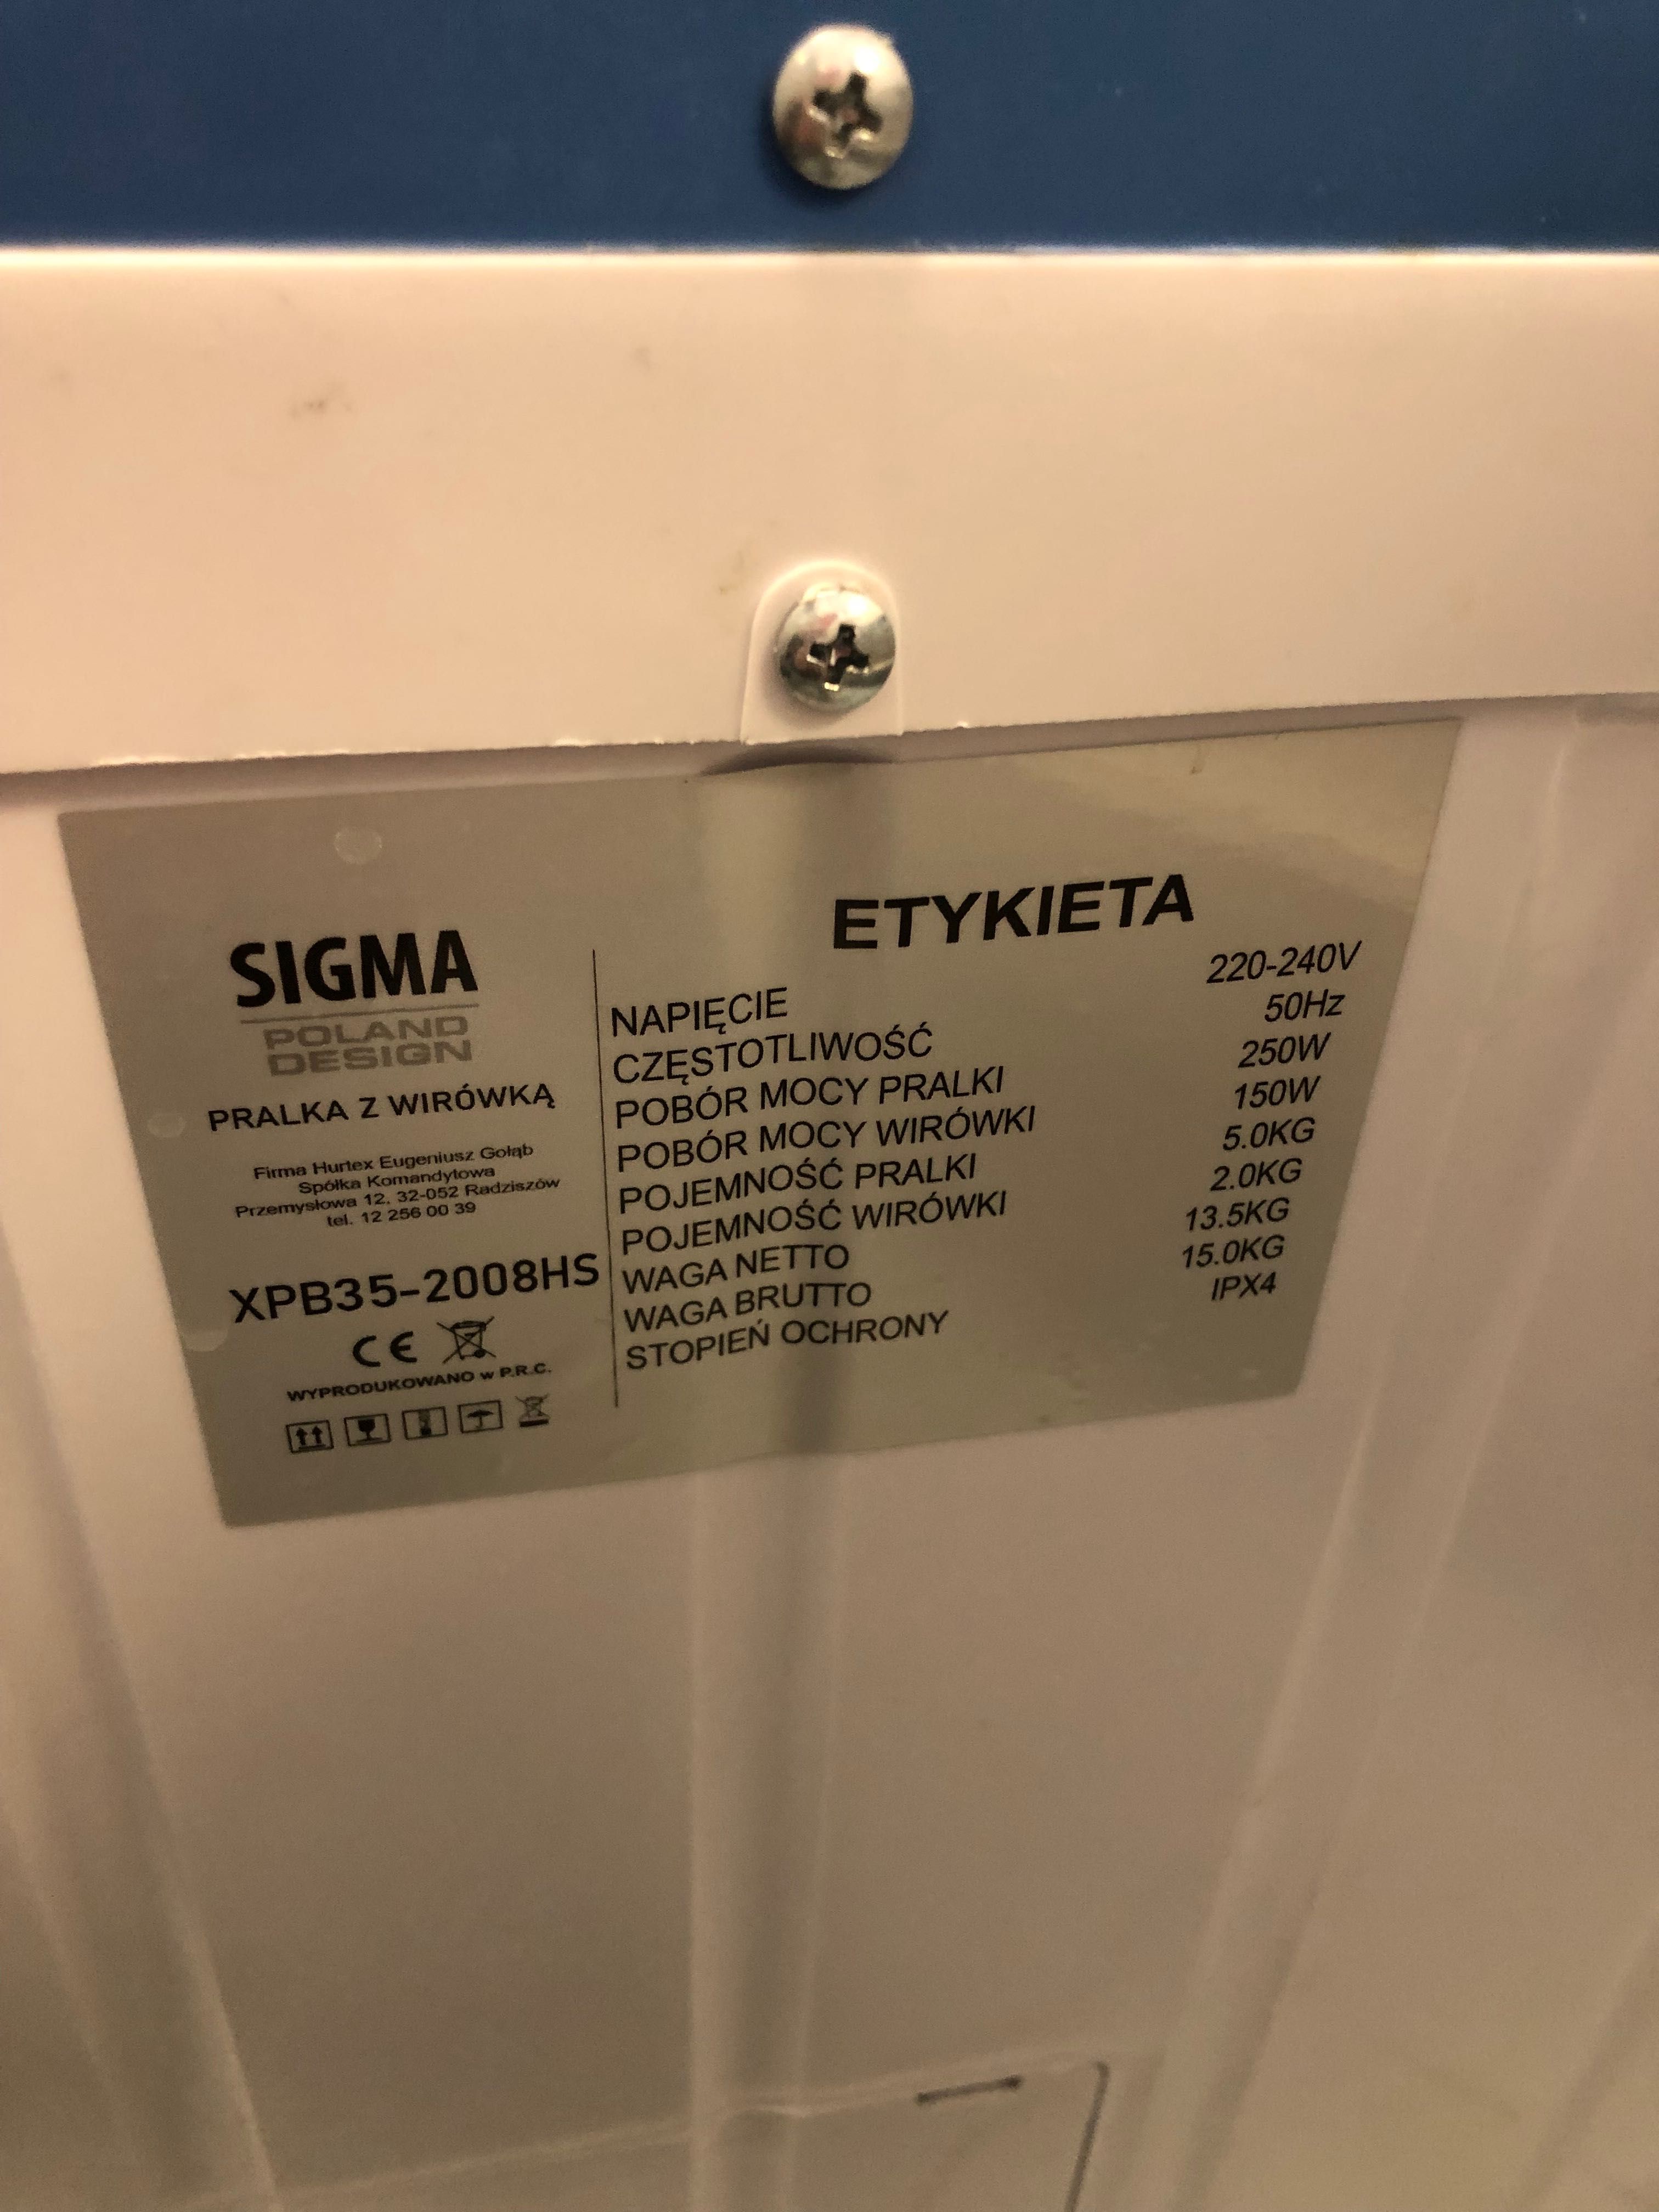 SIGMA
POLAND
DESIGN
PRALKA Z WIRÓWKĄ
Firma Hurtex Eugeniusz Gołąb
Spółka Komandytowa
Przemysłowa 12, 32-052 Radziszów
tel. 12 256 00 39
XPB35-2008HS
CE
WYPRODUKOWANO w P.R.C.
ETYKIETA
NAPIĘCIE 220-240V
CZĘSTOTLIWOŚĆ 50Hz
POBÓR MOCY PRALKI 250W
POBÓR MOCY WIRÓWKI 150W
POJEMNOŚĆ PRALKI 5.0KG
POJEMNOŚĆ WIRÓWKI 2.0KG
WAGA NETTO 13.5KG
WAGA BRUTTO 15.0KG
STOPIEŃ OCHRONY IPX4